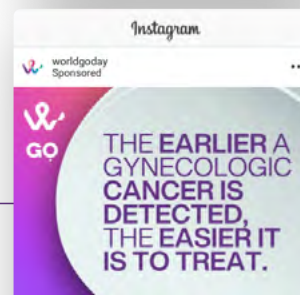 Instagram
worldgoday
Sponsored
GO
THE EARLIER A
GYNECOLOGIC
CANCER IS
DETECTED,
THE EASIER IT
IS TO TREAT.